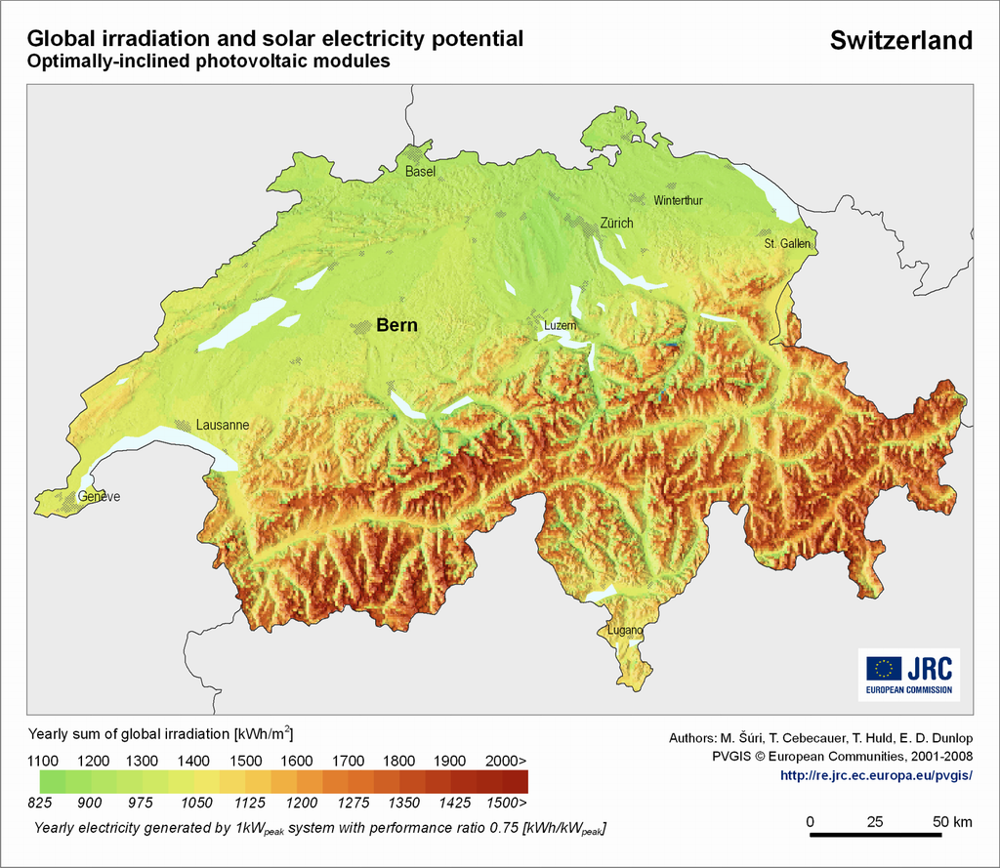 Global irradiation and solar electricity potential
Optimally-inclined photovoltaic modules
Switzerland
Basel
Winterthur
Zürich
St. Gallen
Bern
Luzern
Lausanne
Genève
Lugano
JRC
EUROPEAN COMMISSION
Yearly sum of global irradiation [kWh/m²]
1100 1200 1300 1400 1500 1600 1700 1800 1900 2000>
825 900 975 1050 1125 1200 1275 1350 1425 1500>
Yearly electricity generated by 1kWpeak system with performance ratio 0.75 [kWh/kWpeak]
Authors: M. Šúri, T. Cebecauer, T. Huld, E. D. Dunlop
PVGIS © European Communities, 2001-2008
http://re.jrc.ec.europa.eu/pvgis/
0 25 50 km